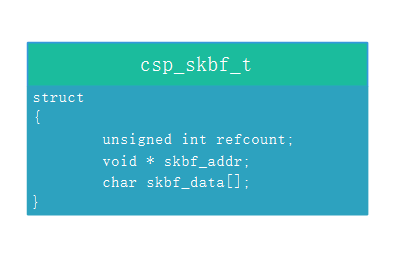 csp_skbf_t
struct
{
unsigned int refcount;
void * skbf_addr;
char skbf_data[];
}